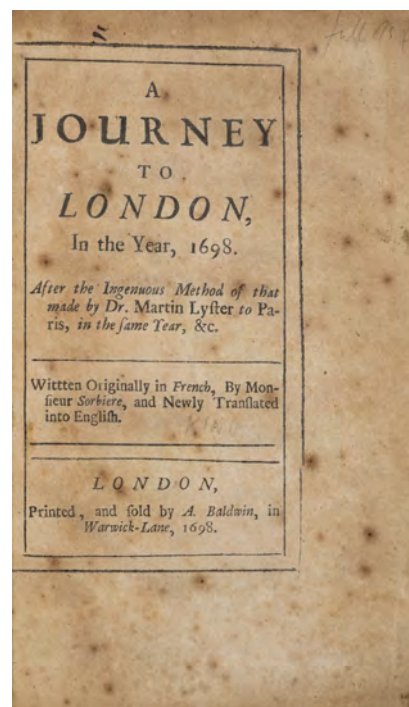 A
JOURNEY
TO
LONDON,
In the Year, 1698.
After the Ingenuous Method of that
made by Dr. Martin Lyſter to Pa-
ris, in the ſame Year, &c.
Wittten Originally in French, By Mon-
ſieur Sorbiere, and Newly Tranſlated
into Engliſh.
LONDON,
Printed, and ſold by A. Baldwin, in
Warwick-Lane, 1698.